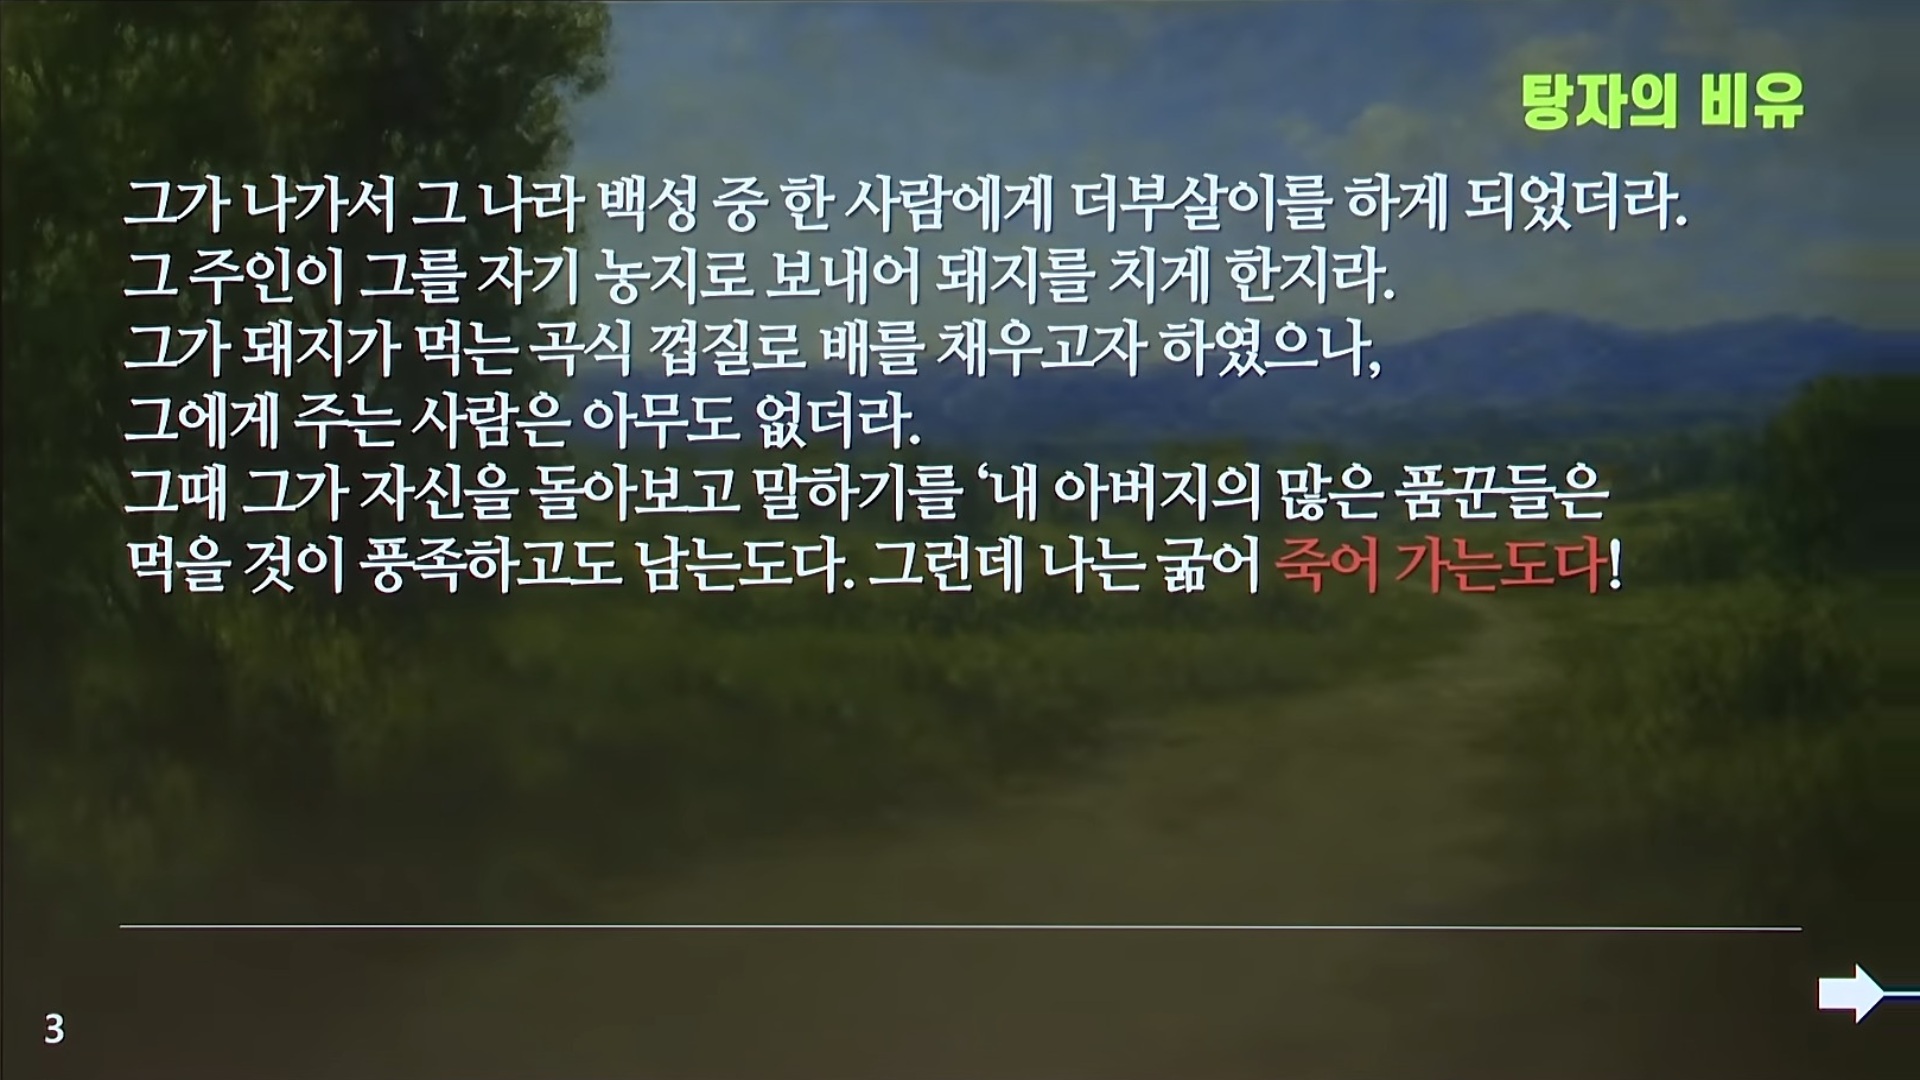 탕자의 비유
그가 나가서 그 나라 백성 중 한 사람에게 더부살이를 하게 되었더라.
그 주인이 그를 자기 농지로 보내어 돼지를 치게 한지라.
그가 돼지가 먹는 곡식 껍질로 배를 채우고자 하였으나,
그에게 주는 사람은 아무도 없더라.
그때 그가 자신을 돌아보고 말하기를 ‘내 아버지의 많은 품꾼들은
먹을 것이 풍족하고도 남는도다. 그런데 나는 굶어 죽어 가는도다!
3